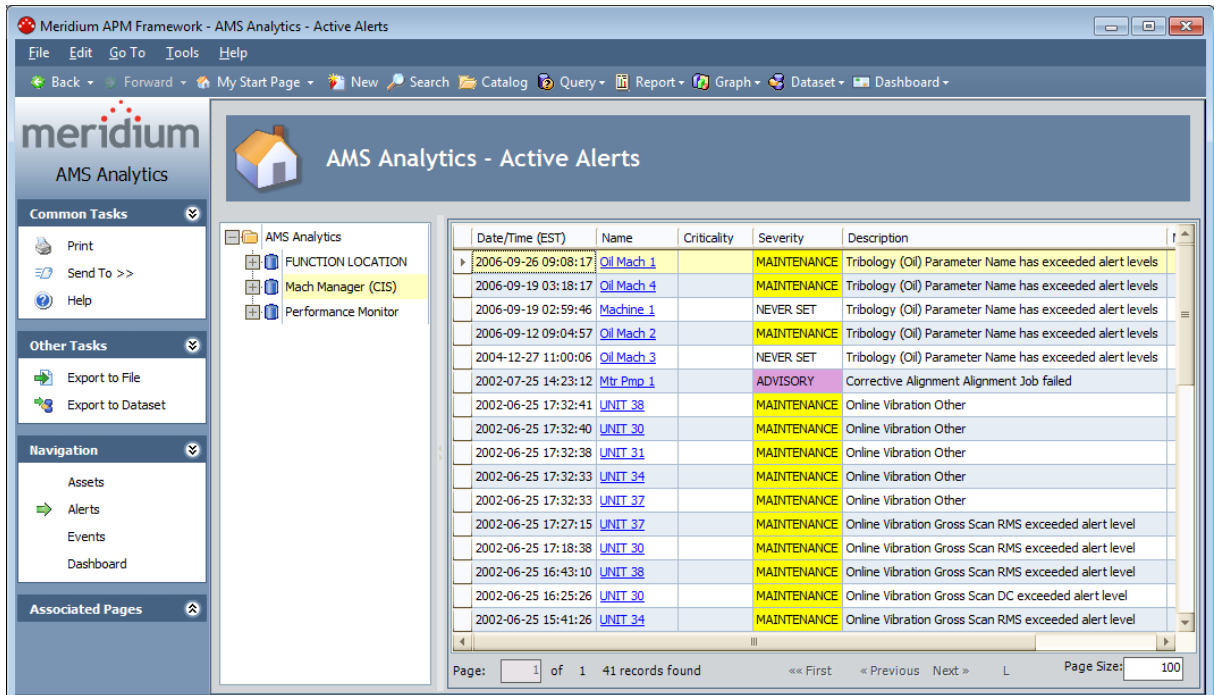 Meridium APM Framework - AMS Analytics - Active Alerts
File Edit Go To Tools Help
Back Forward My Start Page New Search Catalog Query Report Graph Dataset Dashboard
meridium
AMS Analytics
Common Tasks
Print
Send To >>
Help
Other Tasks
Export to File
Export to Dataset
Navigation
Assets
Alerts
Events
Dashboard
Associated Pages
AMS Analytics - Active Alerts
AMS Analytics
FUNCTION LOCATION
Mach Manager (CIS)
Performance Monitor
Date/Time (EST) Name Criticality Severity Description
2006-09-26 09:08:17 Oil Mach 1 MAINTENANCE Tribology (Oil) Parameter Name has exceeded alert levels
2006-09-19 03:18:17 Oil Mach 4 MAINTENANCE Tribology (Oil) Parameter Name has exceeded alert levels
2006-09-19 02:59:46 Machine 1 NEVER SET Tribology (Oil) Parameter Name has exceeded alert levels
2006-09-12 09:04:57 Oil Mach 2 MAINTENANCE Tribology (Oil) Parameter Name has exceeded alert levels
2004-12-27 11:00:06 Oil Mach 3 NEVER SET Tribology (Oil) Parameter Name has exceeded alert levels
2002-07-25 14:23:12 Mtr Pmp 1 ADVISORY Corrective Alignment Alignment Job failed
2002-06-25 17:32:41 UNIT 38 MAINTENANCE Online Vibration Other
2002-06-25 17:32:40 UNIT 30 MAINTENANCE Online Vibration Other
2002-06-25 17:32:38 UNIT 31 MAINTENANCE Online Vibration Other
2002-06-25 17:32:33 UNIT 34 MAINTENANCE Online Vibration Other
2002-06-25 17:32:33 UNIT 37 MAINTENANCE Online Vibration Other
2002-06-25 17:27:15 UNIT 37 MAINTENANCE Online Vibration Gross Scan RMS exceeded alert level
2002-06-25 17:18:38 UNIT 30 MAINTENANCE Online Vibration Gross Scan RMS exceeded alert level
2002-06-25 16:43:10 UNIT 38 MAINTENANCE Online Vibration Gross Scan RMS exceeded alert level
2002-06-25 16:25:26 UNIT 30 MAINTENANCE Online Vibration Gross Scan DC exceeded alert level
2002-06-25 15:41:26 UNIT 34 MAINTENANCE Online Vibration Gross Scan RMS exceeded alert level
Page: 1 of 1 41 records found «« First « Previous Next » L Page Size: 100